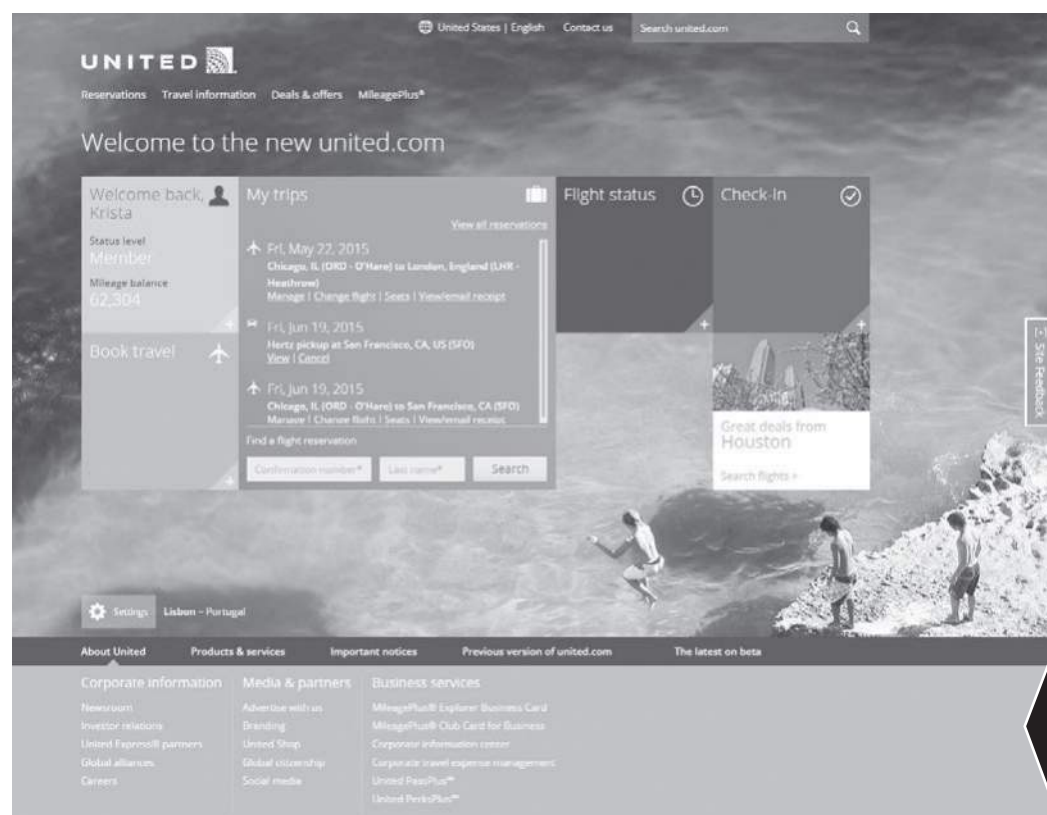 United States | English
Contact us
Search united.com
UNITED
Reservations
Travel information
Deals & offers
MileagePlus®
Welcome to the new united.com
Welcome back,
Krista
Status level
Member
Mileage balance
62,304
My trips
View all reservations
Fri, May 22, 2015
Chicago, IL (ORD - O'Hare) to London, England (LHR -
Heathrow)
Manage | Change flight | Seats | View/email receipt
Fri, Jun 19, 2015
Hertz pickup at San Francisco, CA, US (SFO)
View | Cancel
Fri, Jun 19, 2015
Chicago, IL (ORD - O'Hare) to San Francisco, CA (SFO)
Manage | Change flight | Seats | View/email receipt
Find a flight reservation
Confirmation number*
Last name*
Search
Flight status
Check-in
Book travel
Great deals from
Houston
Search flights »
[+] Site Feedback
Settings
Lisbon – Portugal
About United
Products & services
Important notices
Previous version of united.com
The latest on beta
Corporate information
Newsroom
Investor relations
United Express® partners
Global alliances
Careers
Media & partners
Advertise with us
Branding
United Shop
Global citizenship
Social media
Business services
MileagePlus® Explorer Business Card
MileagePlus® Club Card for Business
Corporate information center
Corporate travel expense management
United PassPlus℠
United PerksPlus℠